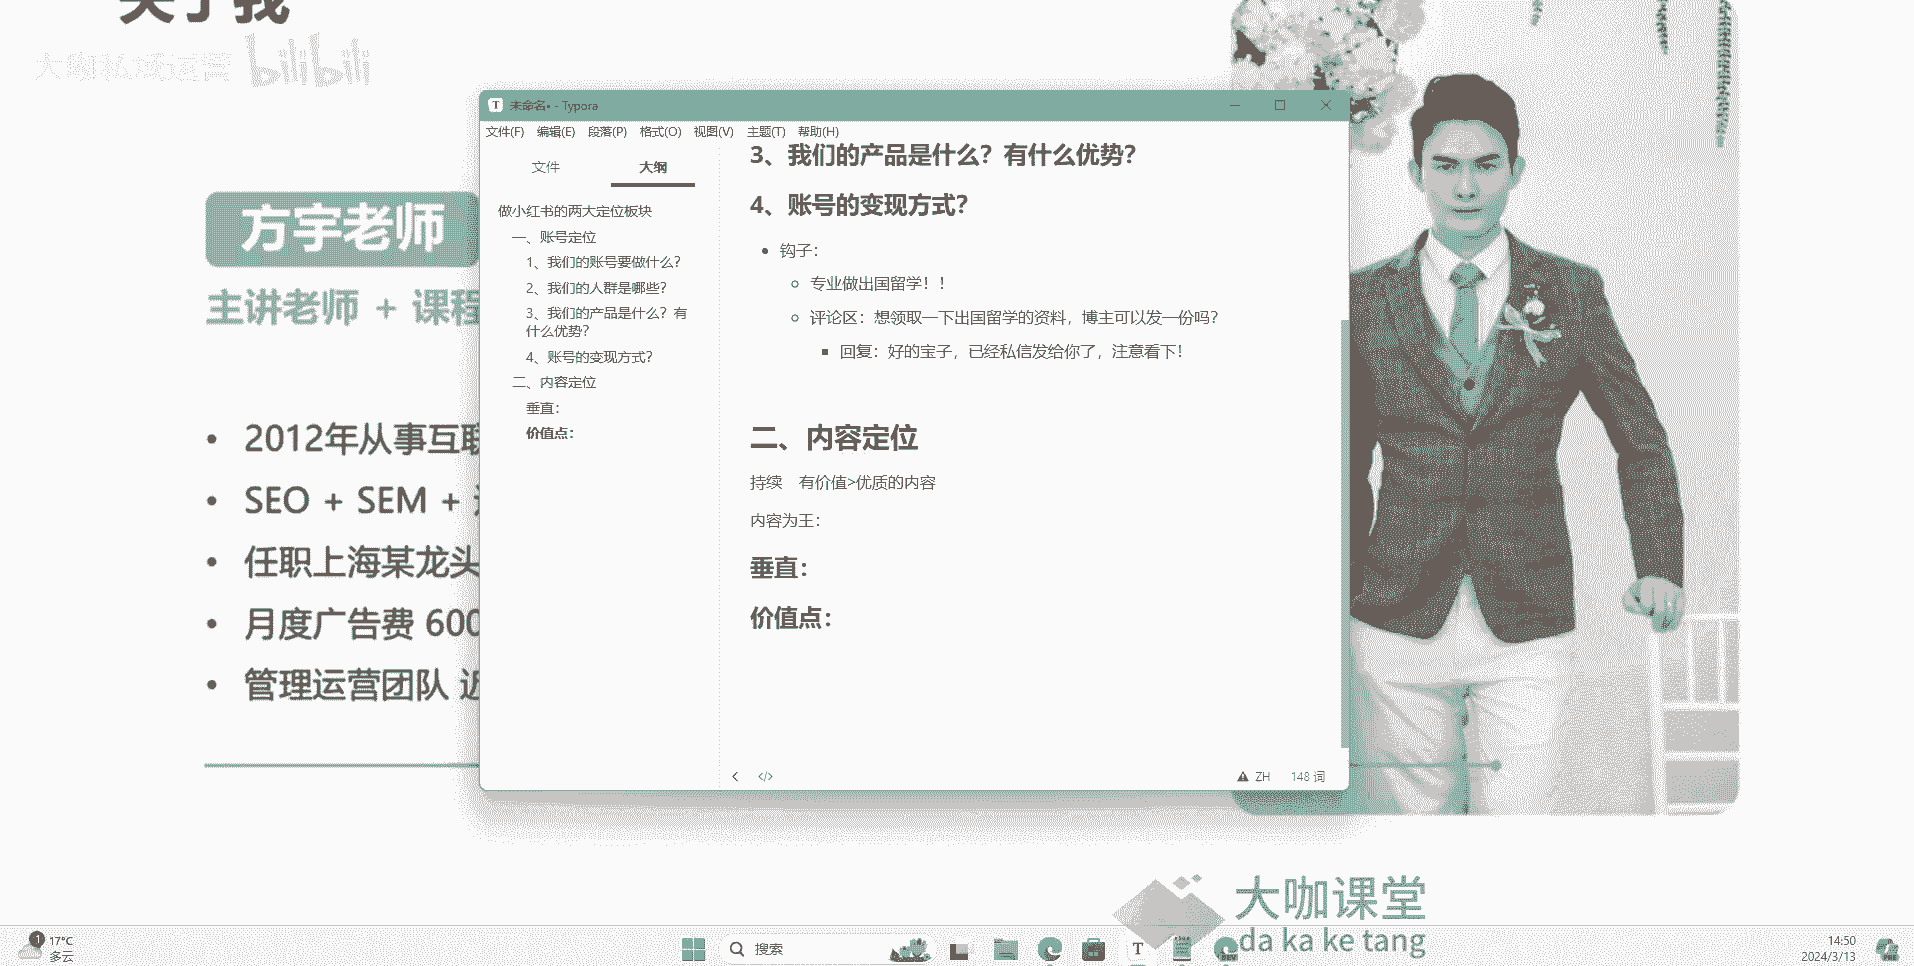 关于我
大咖私域运营 bilibili
方宇老师
主讲老师 + 课程
• 2012年从事互联
• SEO + SEM +
• 任职上海某龙头
• 月度广告费 600
• 管理运营团队 近
T 未命名• - Typora
文件(F) 编辑(E) 段落(P) 格式(O) 视图(V) 主题(T) 帮助(H)
文件 大纲
做小红书的两大定位板块
一、账号定位
1、我们的账号要做什么？
2、我们的人群是哪些？
3、我们的产品是什么？有
什么优势？
4、账号的变现方式？
二、内容定位
垂直：
价值点：
3、我们的产品是什么？有什么优势？
4、账号的变现方式？
• 钩子：
专业做出国留学！！
评论区：想领取一下出国留学的资料，博主可以发一份吗？
回复：好的宝子，已经私信发给你了，注意看下！
二、内容定位
持续 有价值>优质的内容
内容为王：
垂直：
价值点：
</> ZH 148 词
大咖课堂
da ka ke tang
1
17°C
多云
搜索
T
DEV
14:50
2024/3/13
PRE